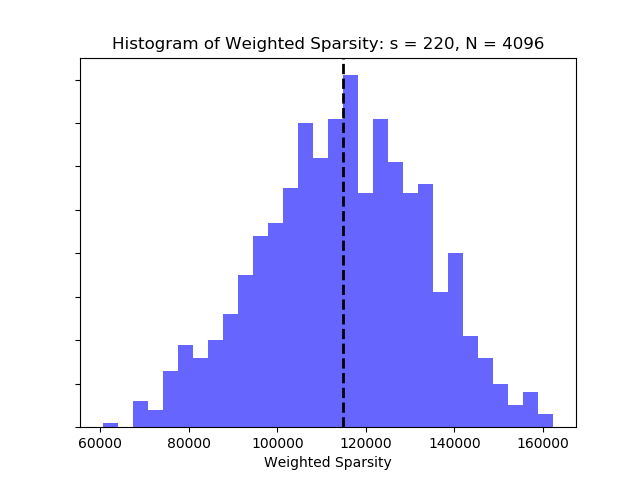 Histogram of Weighted Sparsity: s = 220, N = 4096
60000 80000 100000 120000 140000 160000
Weighted Sparsity